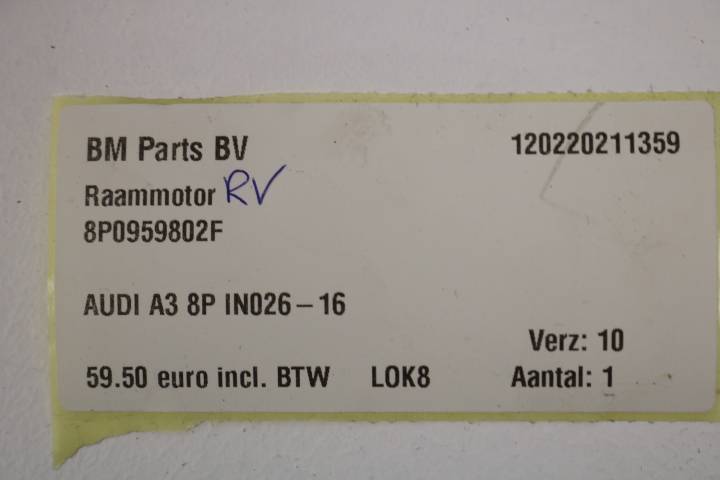 BM Parts BV 120220211359
Raammotor RV
8P0959802F
AUDI A3 8P IN026-16
Verz: 10
59.50 euro incl. BTW LOK8 Aantal: 1